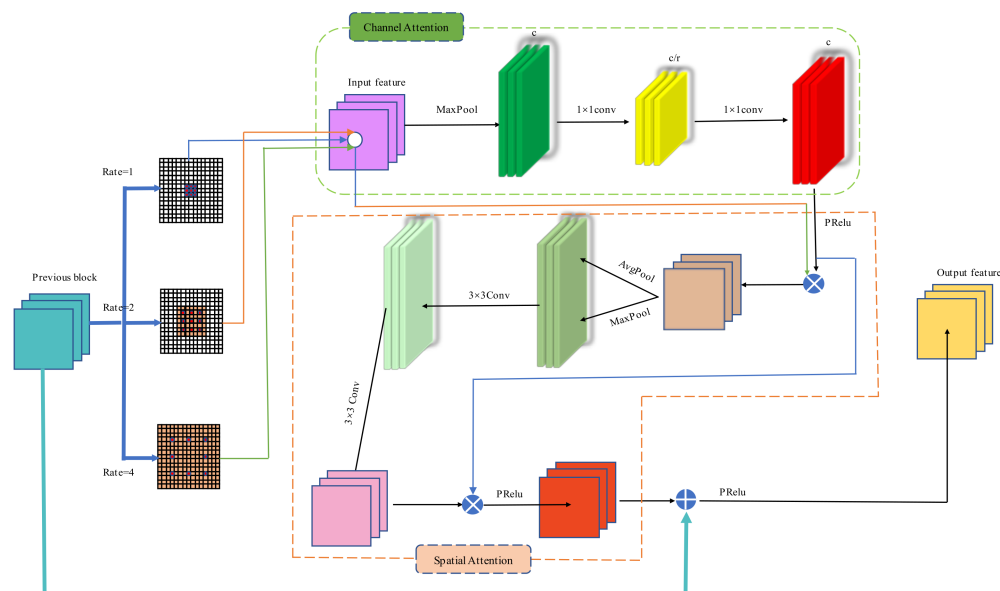 Channel Attention
c
c/r
c
Input feature
MaxPool
1×1conv
1×1conv
Rate=1
PRelu
Previous block
AvgPool
Output feature
3×3Conv
Rate=2
MaxPool
3×3 Conv
Rate=4
PRelu
PRelu
Spatial Attention